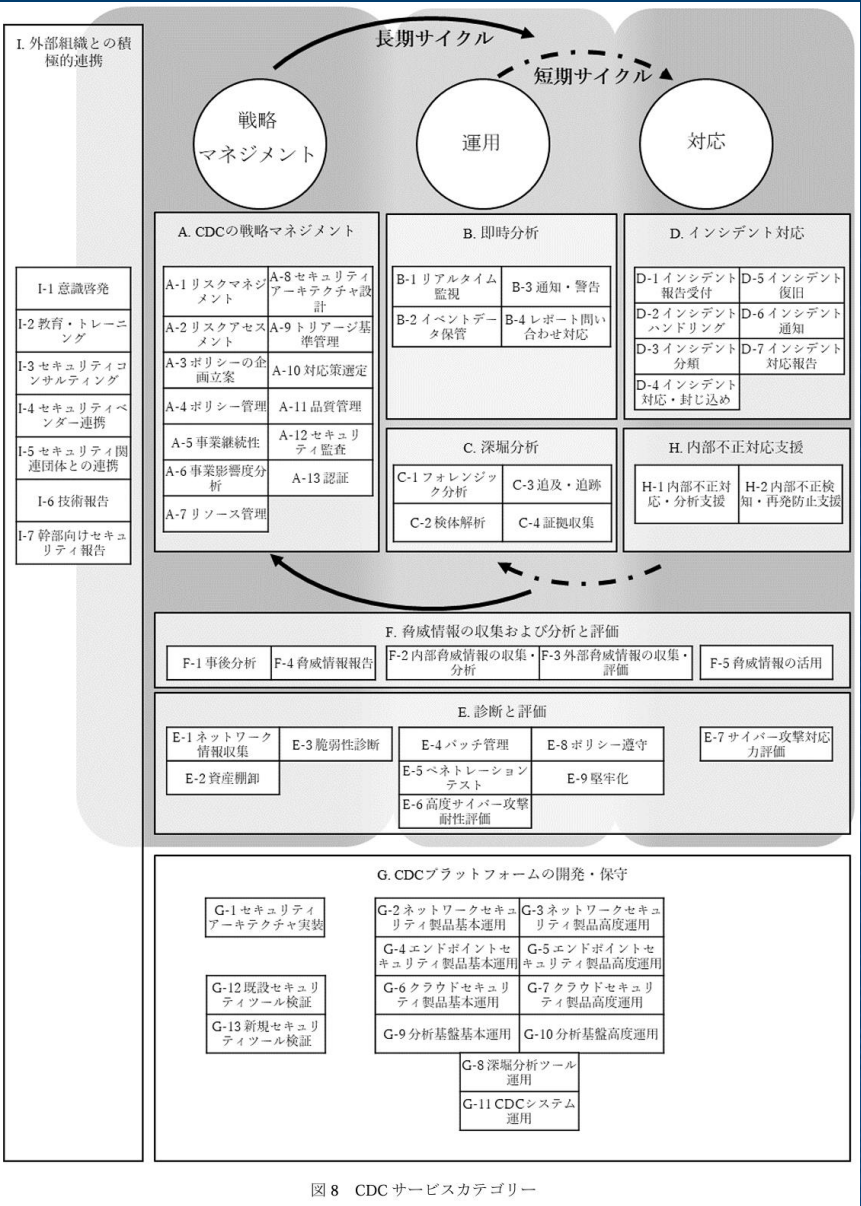 I. 外部組織との積
極的連携
長期サイクル
短期サイクル
戦略
マネジメント
運用
対応
I-1 意識啓発
I-2 教育・トレーニ
ング
I-3 セキュリティコ
ンサルティング
I-4 セキュリティベ
ンダー連携
I-5 セキュリティ関
連団体との連携
I-6 技術報告
I-7 幹部向けセキュ
リティ報告
A. CDCの戦略マネジメント
A-1 リスクマネジ
メント
A-2 リスクアセス
メント
A-3 ポリシーの企
画立案
A-4 ポリシー管理
A-5 事業継続性
A-6 事業影響度分
析
A-7 リソース管理
A-8 セキュリティ
アーキテクチャ設
計
A-9 トリアージ基
準管理
A-10 対応策選定
A-11 品質管理
A-12 セキュリ
ティ監査
A-13 認証
B. 即時分析
B-1 リアルタイム
監視
B-2 イベントデー
タ保管
B-3 通知・警告
B-4 レポート問い
合わせ対応
C. 深堀分析
C-1 フォレンジッ
ク分析
C-2 検体解析
C-3 追及・追跡
C-4 証拠収集
D. インシデント対応
D-1 インシデント
報告受付
D-2 インシデント
ハンドリング
D-3 インシデント
分類
D-4 インシデント
対応・封じ込め
D-5 インシデント
復旧
D-6 インシデント
通知
D-7 インシデント
対応報告
H. 内部不正対応支援
H-1 内部不正対
応・分析支援
H-2 内部不正検
知・再発防止支援
F. 脅威情報の収集および分析と評価
F-1 事後分析
F-4 脅威情報報告
F-2 内部脅威情報の収集・
分析
F-3 外部脅威情報の収集・
評価
F-5 脅威情報の活用
E. 診断と評価
E-1 ネットワーク
情報収集
E-2 資産棚卸
E-3 脆弱性診断
E-4 パッチ管理
E-5 ペネトレーション
テスト
E-6 高度サイバー攻撃
耐性評価
E-8 ポリシー遵守
E-9 堅牢化
E-7 サイバー攻撃対応
力評価
G. CDCプラットフォームの開発・保守
G-1 セキュリティ
アーキテクチャ実装
G-12 既設セキュリ
ティツール検証
G-13 新規セキュリ
ティツール検証
G-2 ネットワークセキュ
リティ製品基本運用
G-3 ネットワークセキュ
リティ製品高度運用
G-4 エンドポイントセ
キュリティ製品基本運用
G-5 エンドポイントセ
キュリティ製品高度運用
G-6 クラウドセキュリ
ティ製品基本運用
G-7 クラウドセキュリ
ティ製品高度運用
G-9 分析基盤基本運用
G-10 分析基盤高度運用
G-8 深堀分析ツール
運用
G-11 CDCシステム
運用
図 8 CDC サービスカテゴリー